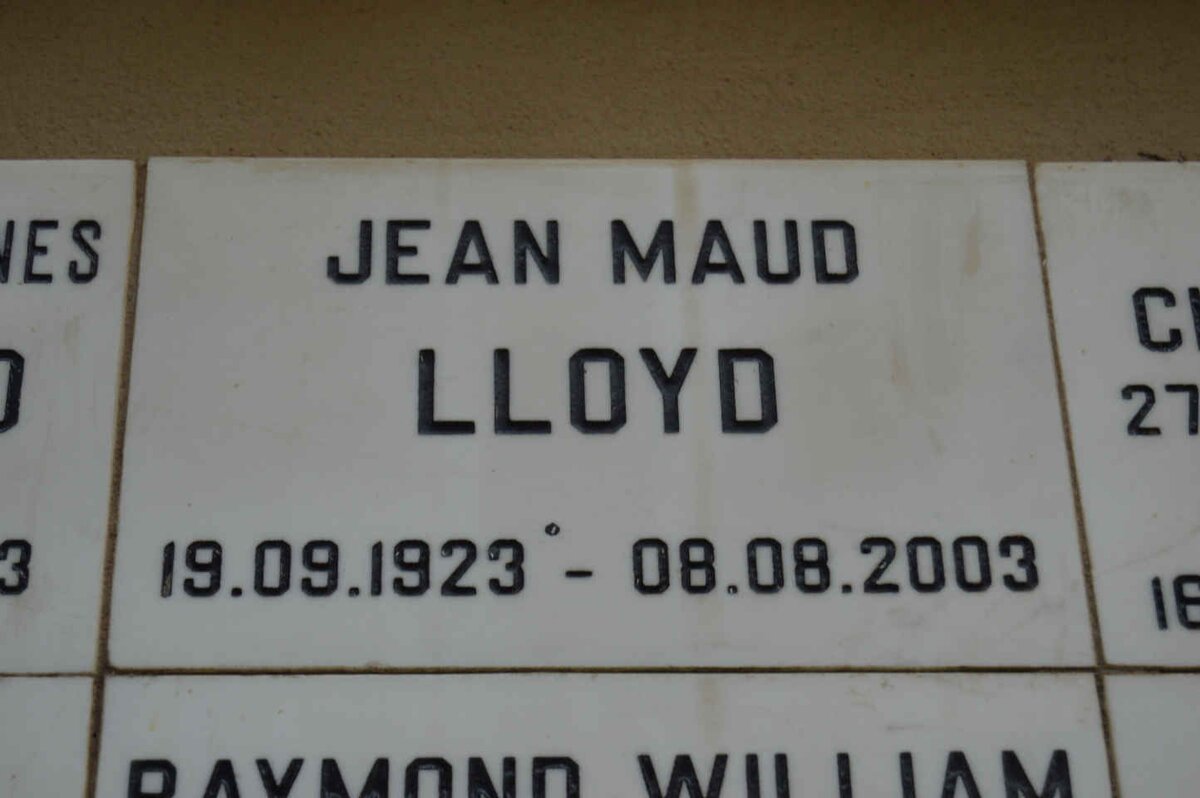 JEAN MAUD
LLOYD
19.09.1923 - 08.08.2003
RAYMOND WILLIAM